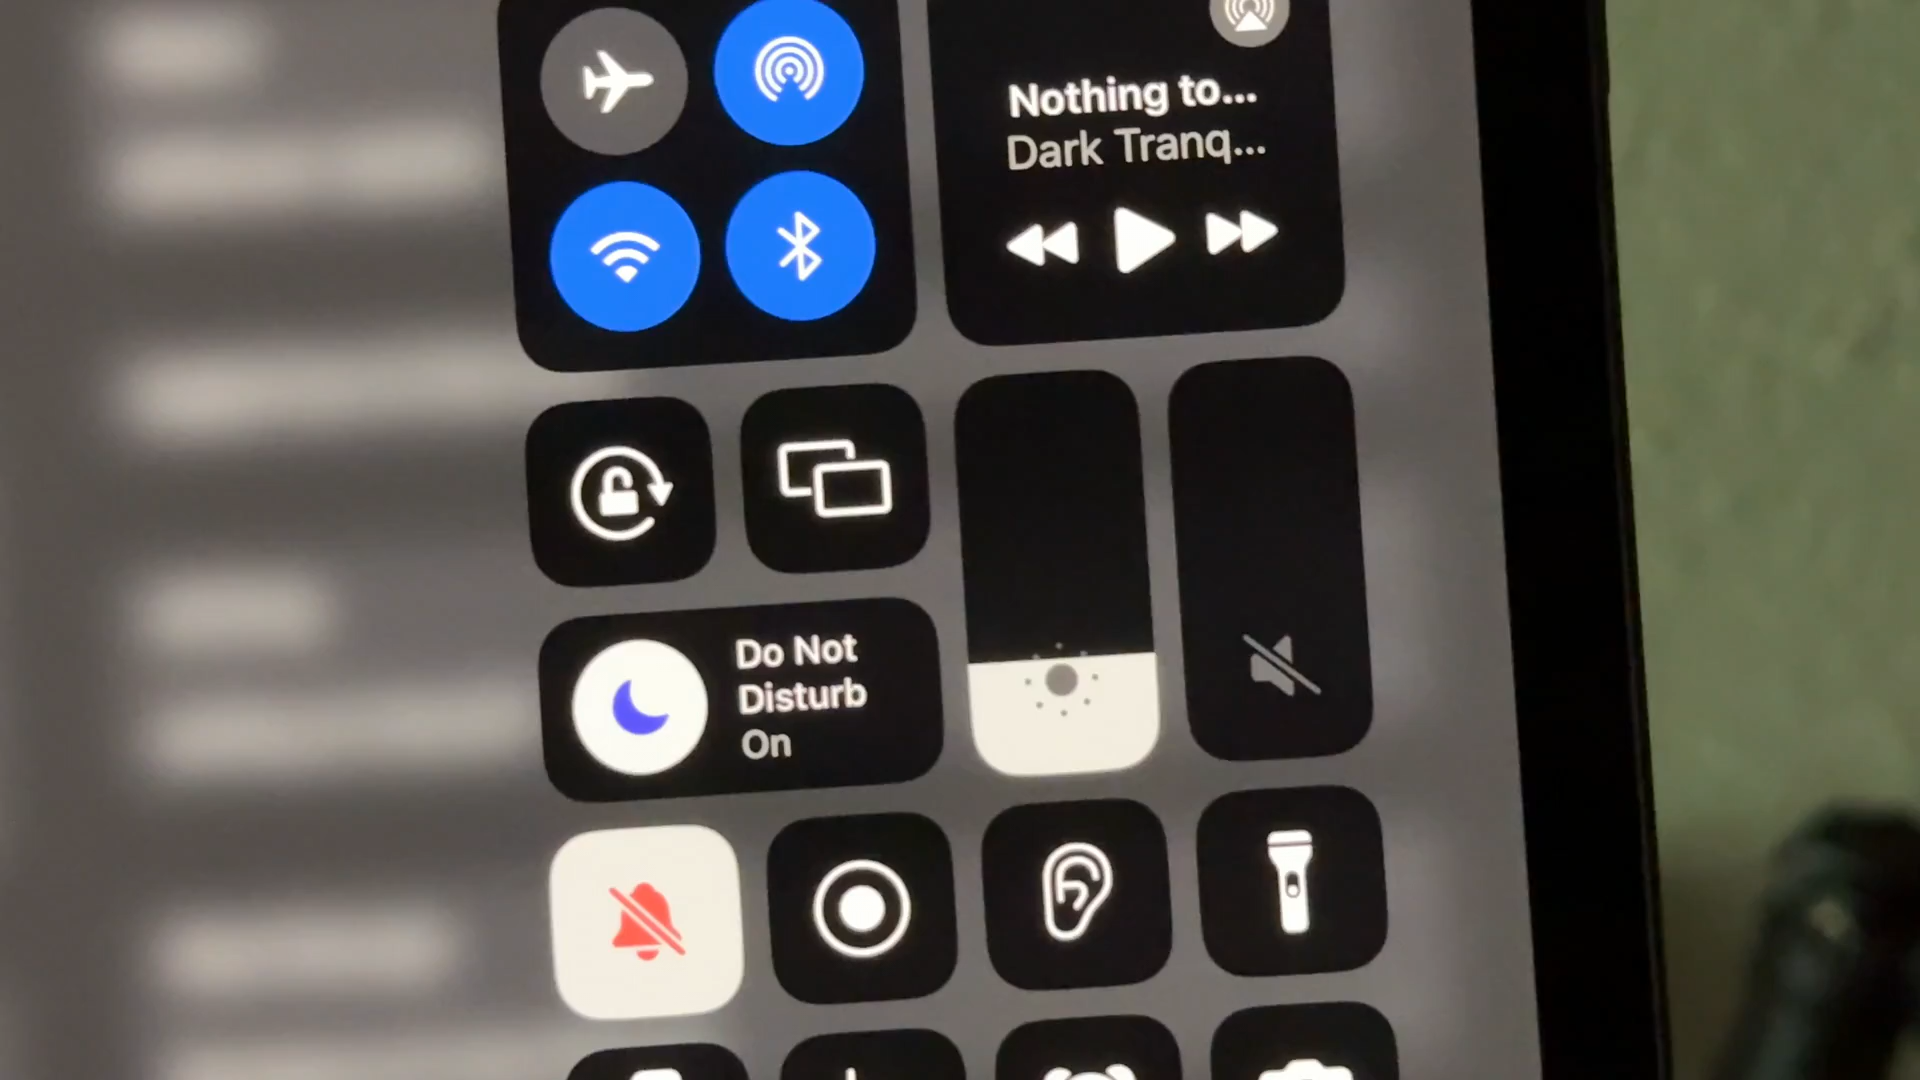 Nothing to...
Dark Tranq...
Do Not
Disturb
On